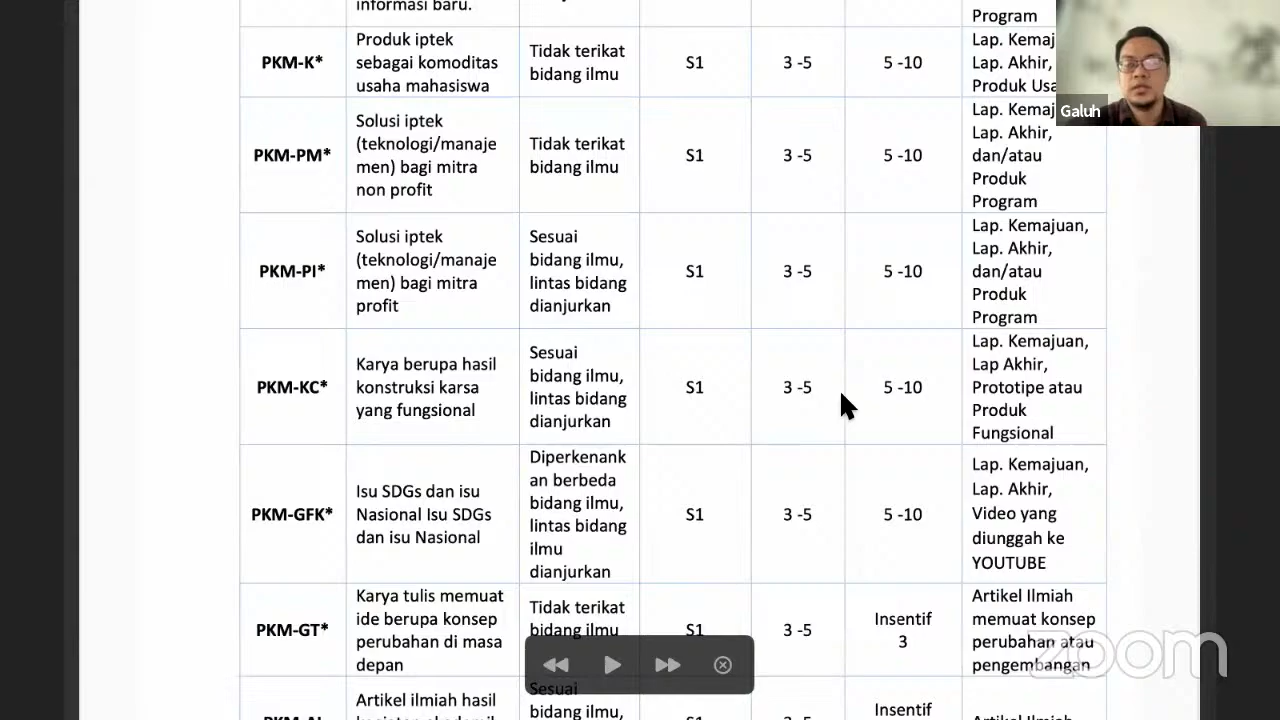 informasi baru.
Program
PKM-K*
Produk iptek
sebagai komoditas
usaha mahasiswa
Tidak terikat
bidang ilmu
S1
3 -5
5 -10
Lap. Kemaj
Lap. Akhir,
Produk Usa
Galuh
PKM-PM*
Solusi iptek
(teknologi/manaje
men) bagi mitra
non profit
Tidak terikat
bidang ilmu
S1
3 -5
5 -10
Lap. Kemaj
Lap. Akhir,
dan/atau
Produk
Program
PKM-PI*
Solusi iptek
(teknologi/manaje
men) bagi mitra
profit
Sesuai
bidang ilmu,
lintas bidang
dianjurkan
S1
3 -5
5 -10
Lap. Kemajuan,
Lap. Akhir,
dan/atau
Produk
Program
PKM-KC*
Karya berupa hasil
konstruksi karsa
yang fungsional
Sesuai
bidang ilmu,
lintas bidang
dianjurkan
S1
3 -5
5 -10
Lap. Kemajuan,
Lap Akhir,
Prototipe atau
Produk
Fungsional
PKM-GFK*
Isu SDGs dan isu
Nasional Isu SDGs
dan isu Nasional
Diperkenank
an berbeda
bidang ilmu,
lintas bidang
ilmu
dianjurkan
S1
3 -5
5 -10
Lap. Kemajuan,
Lap. Akhir,
Video yang
diunggah ke
YOUTUBE
PKM-GT*
Karya tulis memuat
ide berupa konsep
perubahan di masa
depan
Tidak terikat
bidang ilmu
S1
3 -5
Insentif
3
Artikel Ilmiah
memuat konsep
perubahan atau
pengembangan
zoom
Artikel ilmiah hasil
Sesuai
bidang ilmu,
Insentif